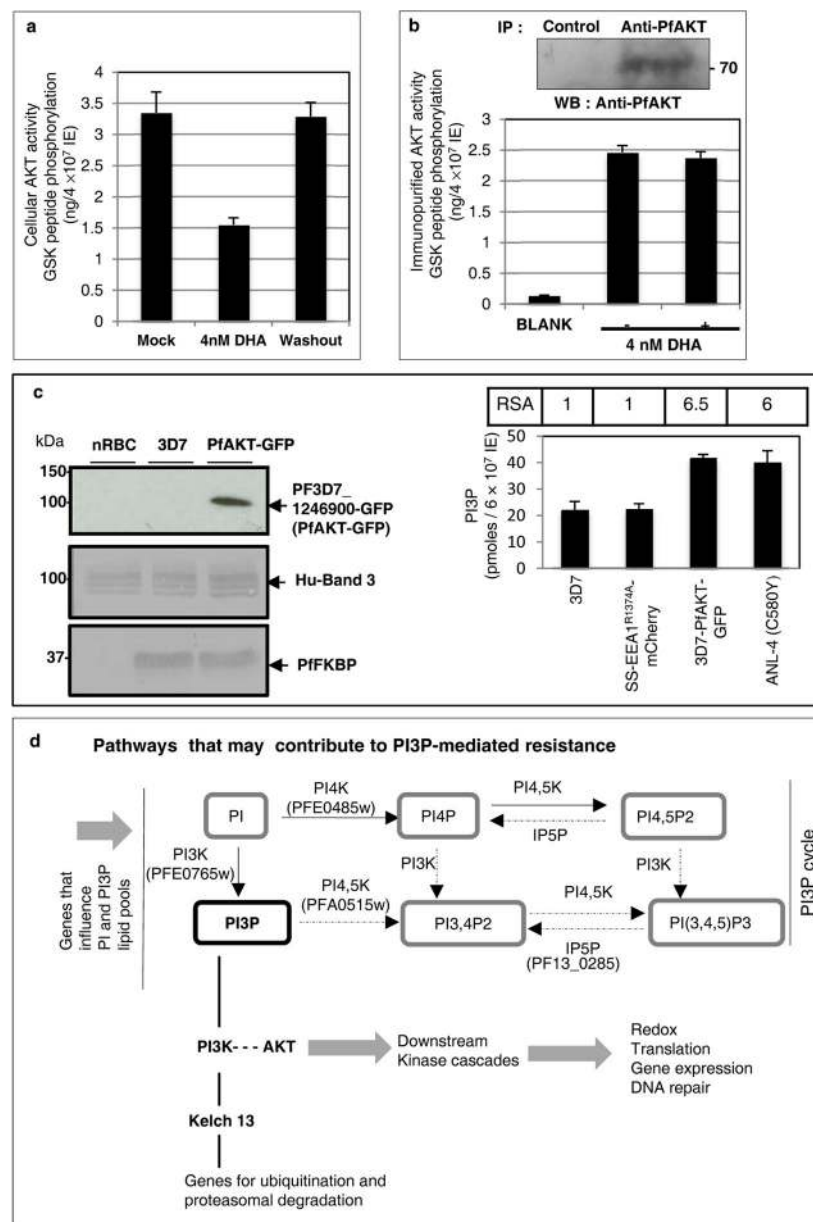 a
Cellular AKT activity
GSK peptide phosphorylation
(ng/4 ×10⁷ IE)
4
3.5
3
2.5
2
1.5
1
0.5
0
Mock 4nM DHA Washout
b
IP : Control Anti-PfAKT
- 70
WB : Anti-PfAKT
Immunopurified AKT activity
GSK peptide phosphorylation
(ng/4 ×10⁷ IE)
3
2.5
2
1.5
1
0.5
0
BLANK - +
4 nM DHA
c
kDa nRBC 3D7 PfAKT-GFP
150
100
PF3D7_
1246900-GFP
(PfAKT-GFP)
100
Hu-Band 3
37
PfFKBP
RSA 1 1 6.5 6
PI3P
(pmoles / 6 × 10⁷ IE)
50
40
30
20
10
0
3D7
SS-EEA1ᴿ¹³⁷⁴ᴬ-
mCherry
3D7-PfAKT-
GFP
ANL-4 (C580Y)
d Pathways that may contribute to PI3P-mediated resistance
Genes that
influence
PI and PI3P
lipid pools
PI
PI4K
(PFE0485w)
PI4P
PI4,5K
IP5P
PI4,5P2
PI3K
(PFE0765w)
PI3K
PI3K
PI3P
PI4,5K
(PFA0515w)
PI3,4P2
PI4,5K
IP5P
(PF13_0285)
PI(3,4,5)P3
PI3P cycle
PI3K - - - AKT
Downstream
Kinase cascades
Redox
Translation
Gene expression
DNA repair
Kelch 13
Genes for ubiquitination and
proteasomal degradation